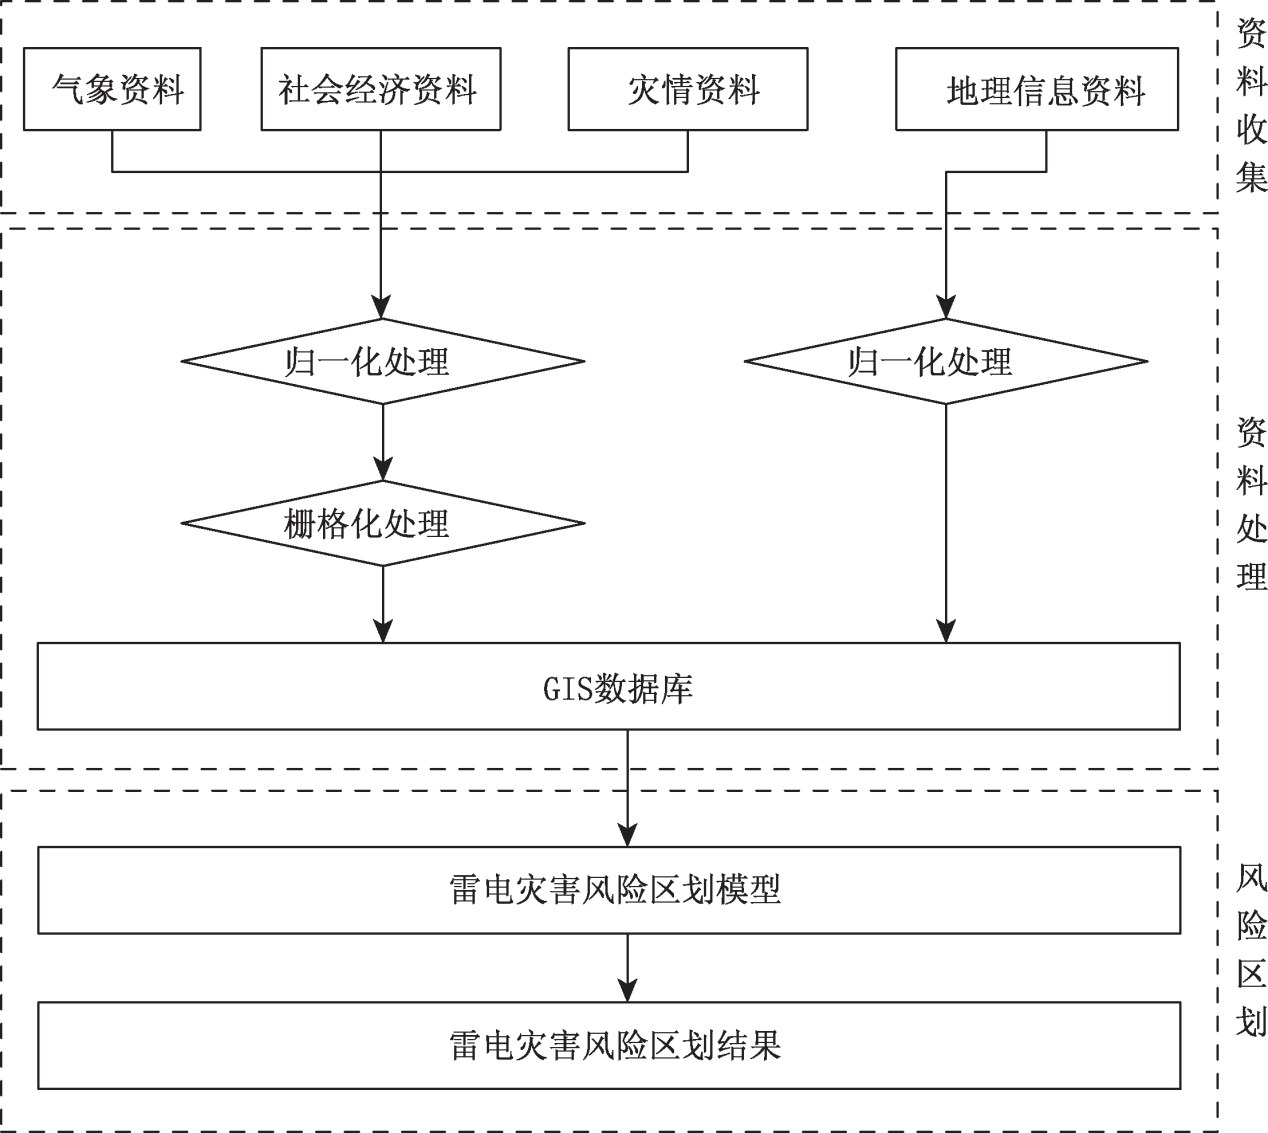 气象资料
社会经济资料
灾情资料
地理信息资料
资料收集
归一化处理
归一化处理
栅格化处理
资料处理
GIS数据库
雷电灾害风险区划模型
雷电灾害风险区划结果
风险区划